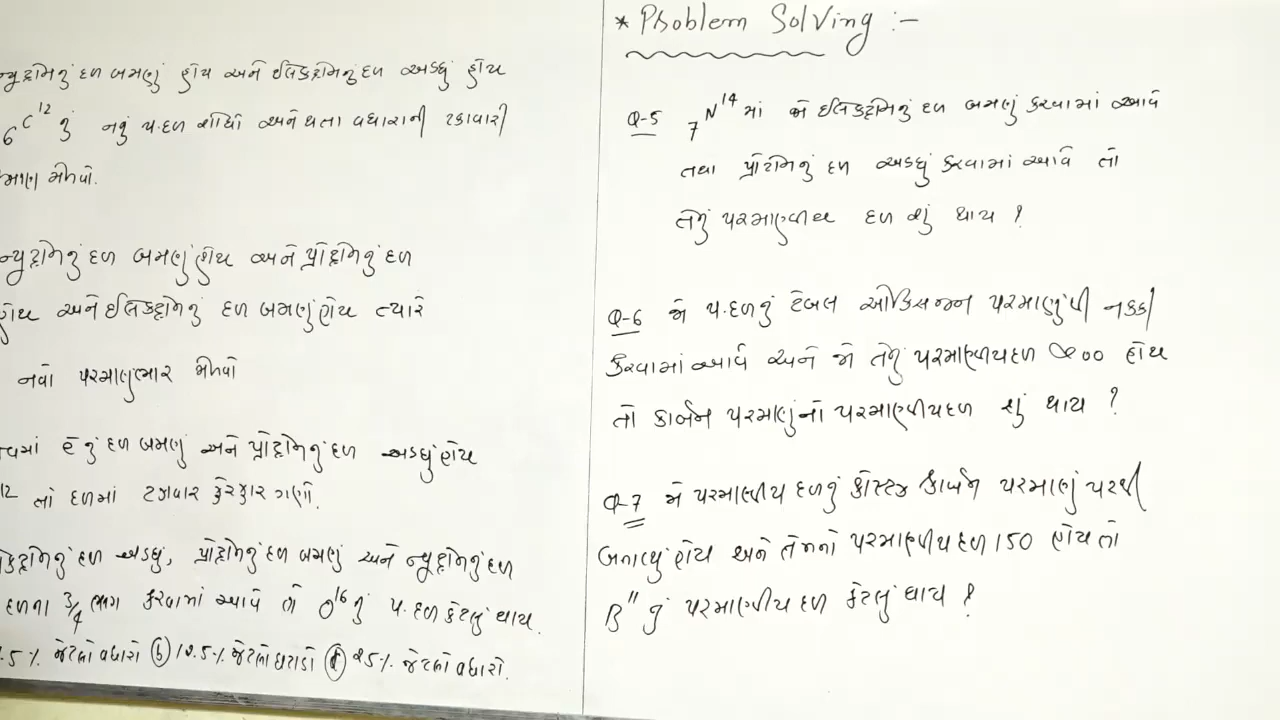 ન્યુટ્રોનનું દળ બમણું હોય અને ઈલેકટ્રોનનું દળ અડધું હોય
6C12 નું નવું પ.દળ શોધો અને થતા વધારાની ટકાવારી
મેળવો.
ન્યુટ્રોનનું દળ બમણું હોય અને પ્રોટ્રોનનું દળ
હોય અને ઈલેકટ્રોનનું દળ બમણું હોય ત્યારે
નવો પરમાણુભાર મેળવો
નું દળ બમણું અને પ્રોટ્રોનનું દળ અડધું હોય
12 તો દળમાં ટકાવાર ફેરફાર ગણો.
દળ અડધું, પ્રોટ્રોનનું દળ બમણું અને ન્યુટ્રોનનું દળ
દળના 3/4 ભાગ કરવામાં આવે તો O16 નું પ.દળ કેટલું થાય.
.5% જેટલો વધારો (b) 10.5% જેટલો ઘટાડો 25% જેટલો વધારો.
* Problem Solving :-
Q-5 7N14 માં જો ઈલેકટ્રોનનું દળ બમણું કરવામાં આવે
તથા પ્રોટોનનું દળ અડધું કરવામાં આવે તો
તેનું પરમાણ્વીય દળ શું થાય ?
Q-6 જો પ.દળનું ટેબલ ઓક્સિજન પરમાણુંથી નક્કી
કરવામાં આવે અને જો તેનું પરમાણ્વીયદળ 200 હોય
તો કાર્બન પરમાણુંનો પરમાણ્વીયદળ શું થાય ?
Q-7 જો પરમાણ્વીય દળનું કોષ્ટક કાર્બન પરમાણું પરથી
બનાવ્યું હોય અને તેમનો પરમાણ્વીયદળ 150 હોય તો
B11 નું પરમાણ્વીય દળ કેટલું થાય ?